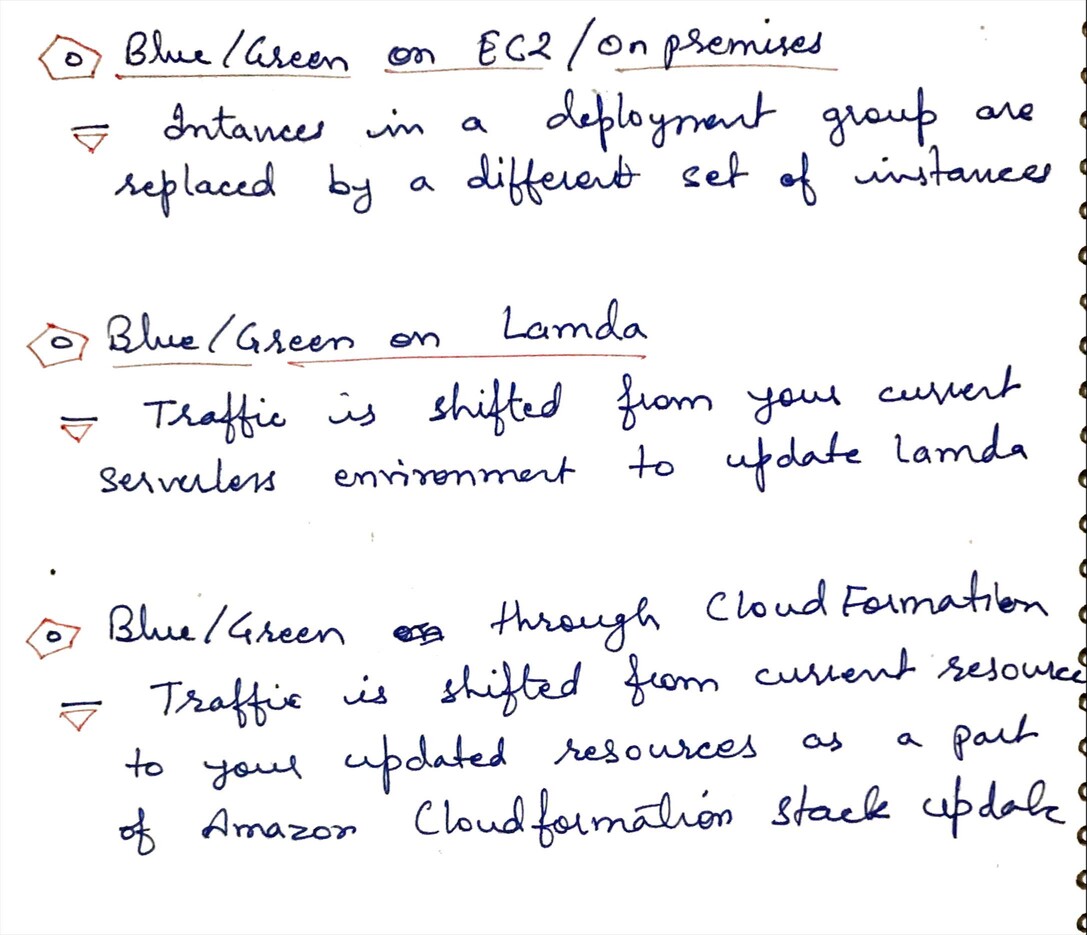 Blue/Green on EC2/on premises
Intances in a deployment group are
replaced by a different set of instances
Blue/Green on Lamda
Traffic is shifted from your current
serverless environment to update lamda
Blue/Green through Cloud Formation
Traffic is shifted from current resource
to your updated resources as a part
of Amazon Cloudformation stack update